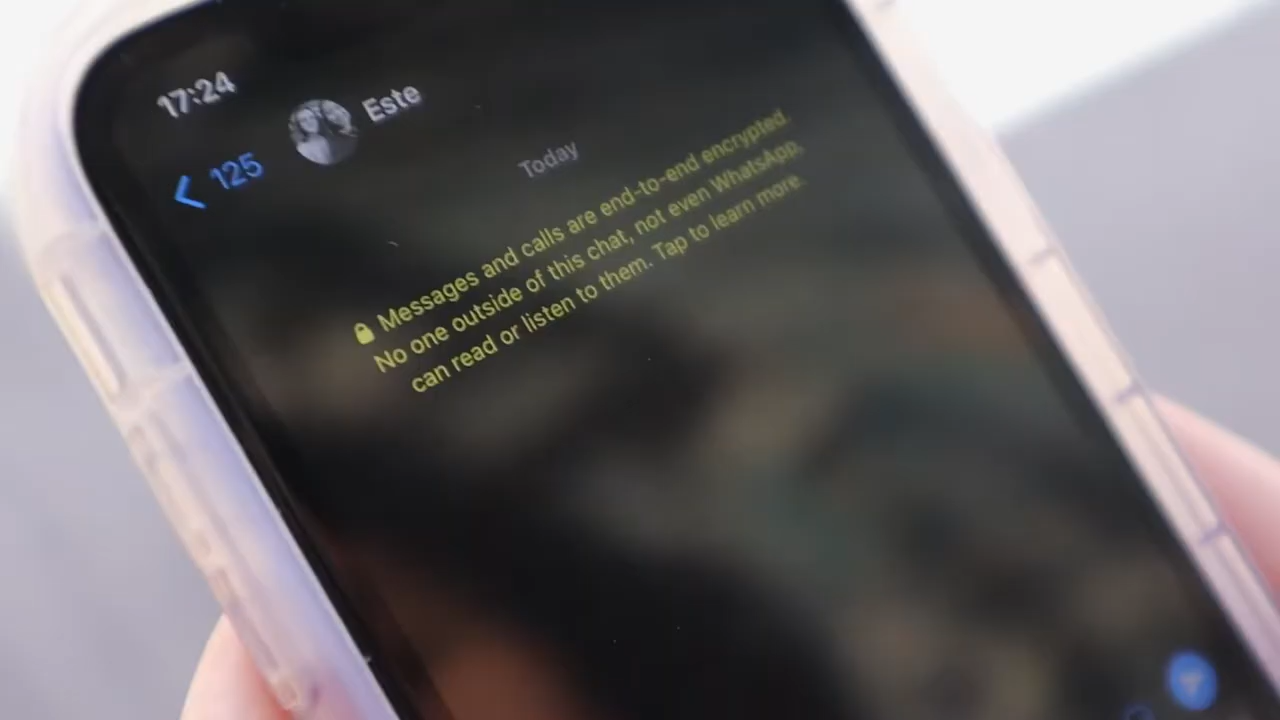 17:24
125
Este
Today
Messages and calls are end-to-end encrypted.
No one outside of this chat, not even WhatsApp,
can read or listen to them. Tap to learn more.